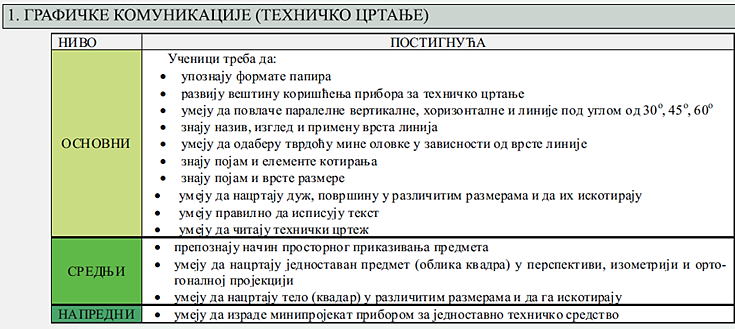 1. ГРАФИЧКЕ КОМУНИКАЦИЈЕ (ТЕХНИЧКО ЦРТАЊЕ)
НИВО ПОСТИГНУЋА
Ученици треба да:
• упознају формате папира
• развију вештину коришћења прибора за техничко цртање
• умеју да повлаче паралелне вертикалне, хоризонталне и линије под углом од 30°, 45°, 60°
• знају назив, изглед и примену врста линија
ОСНОВНИ
• умеју да одаберу тврдоћу мине оловке у зависности од врсте линије
• знају појам и елементе котирања
• знају појам и врсте размере
• умеју да нацртају дуж, површину у различитим размерама и да их искотирају
• умеју правилно да исписују текст
• умеју да читају технички цртеж
• препознају начин просторног приказивања предмета
СРЕДЊИ
• умеју да нацртају једноставан предмет (облика квадра) у перспективи, изометрији и орто-
гоналној пројекцији
• умеју да нацртају тело (квадар) у различитим размерама и да га искотирају
НАПРЕДНИ • умеју да израде минипројекат прибором за једноставно техничко средство